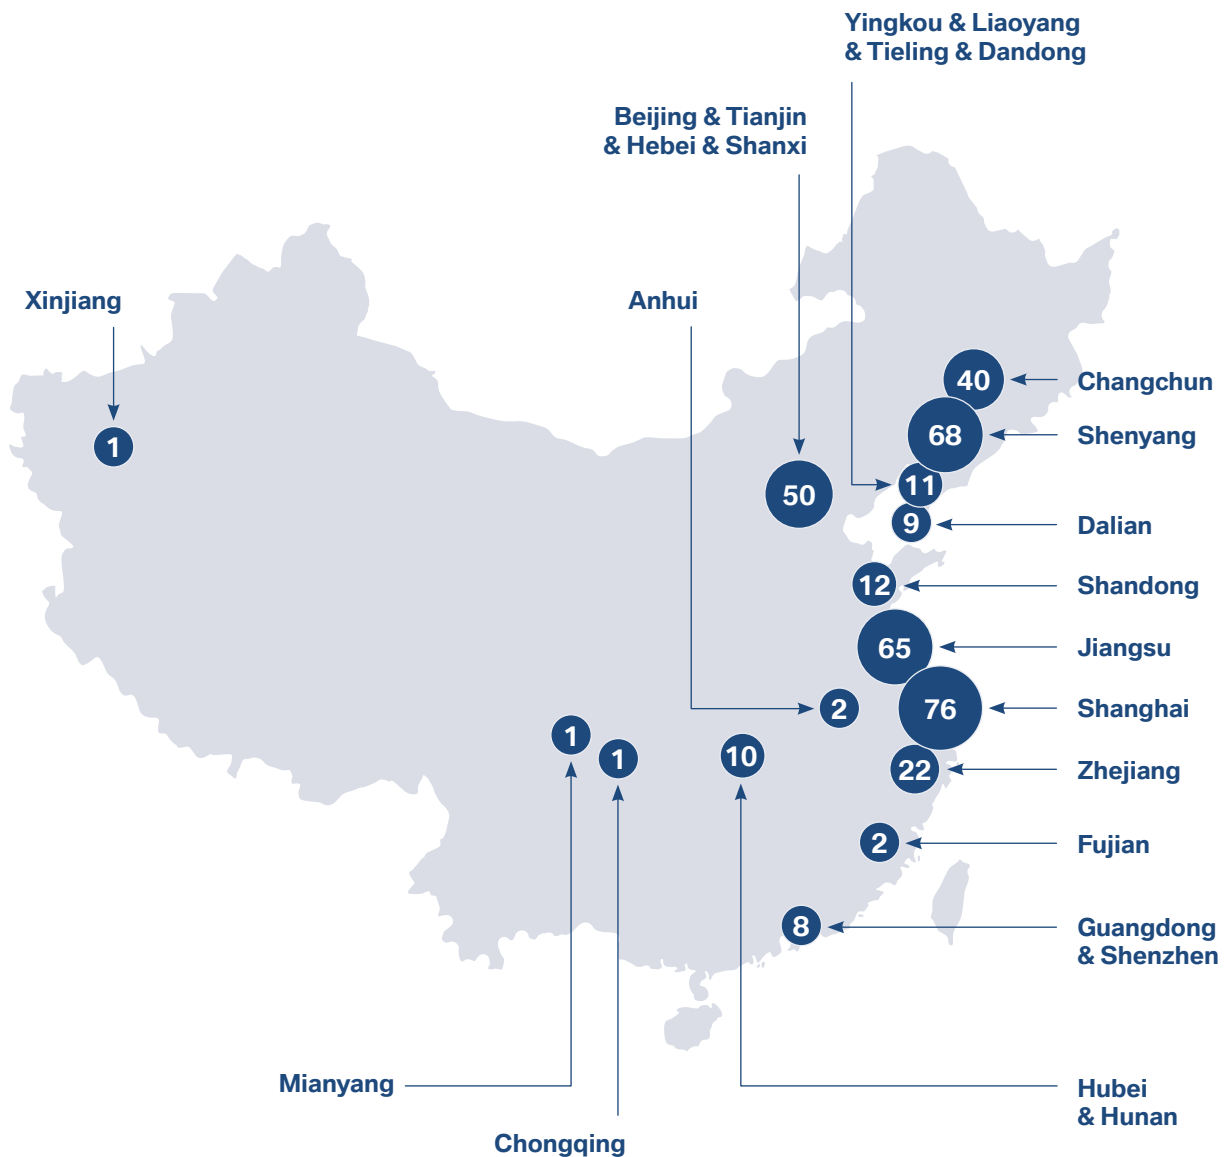 Yingkou & Liaoyang
& Tieling & Dandong
Beijing & Tianjin
& Hebei & Shanxi
Xinjiang
Anhui
40
Changchun
68
Shenyang
1
50
11
9
Dalian
12
Shandong
65
Jiangsu
2
76
Shanghai
1
1
10
22
Zhejiang
2
Fujian
8
Guangdong
& Shenzhen
Mianyang
Hubei
& Hunan
Chongqing